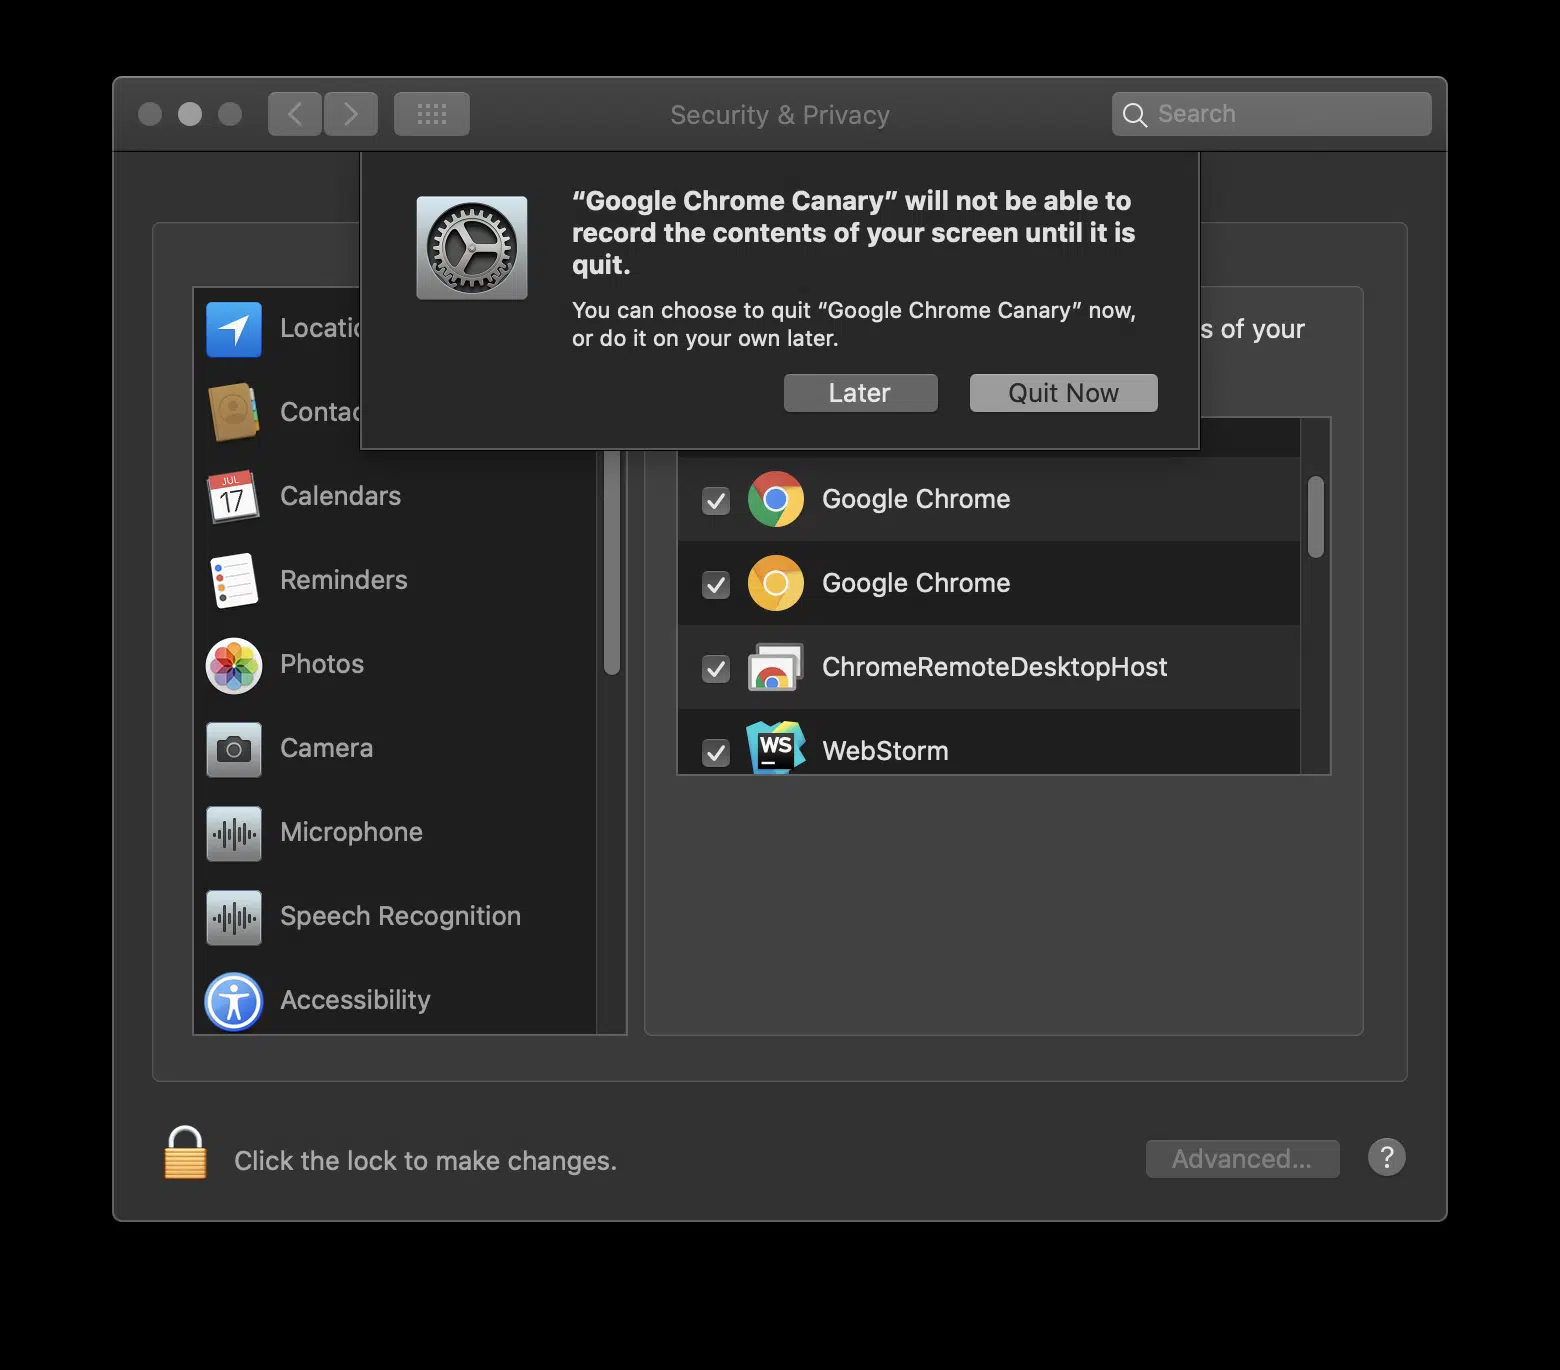 Security & Privacy
Search
“Google Chrome Canary” will not be able to
record the contents of your screen until it is
quit.
You can choose to quit “Google Chrome Canary” now,
or do it on your own later.
Later
Quit Now
s of your
Locatio
Contac
JUL
17
Calendars
Reminders
Photos
Camera
Microphone
Speech Recognition
Accessibility
Google Chrome
Google Chrome
ChromeRemoteDesktopHost
WS
WebStorm
Click the lock to make changes.
Advanced...
?